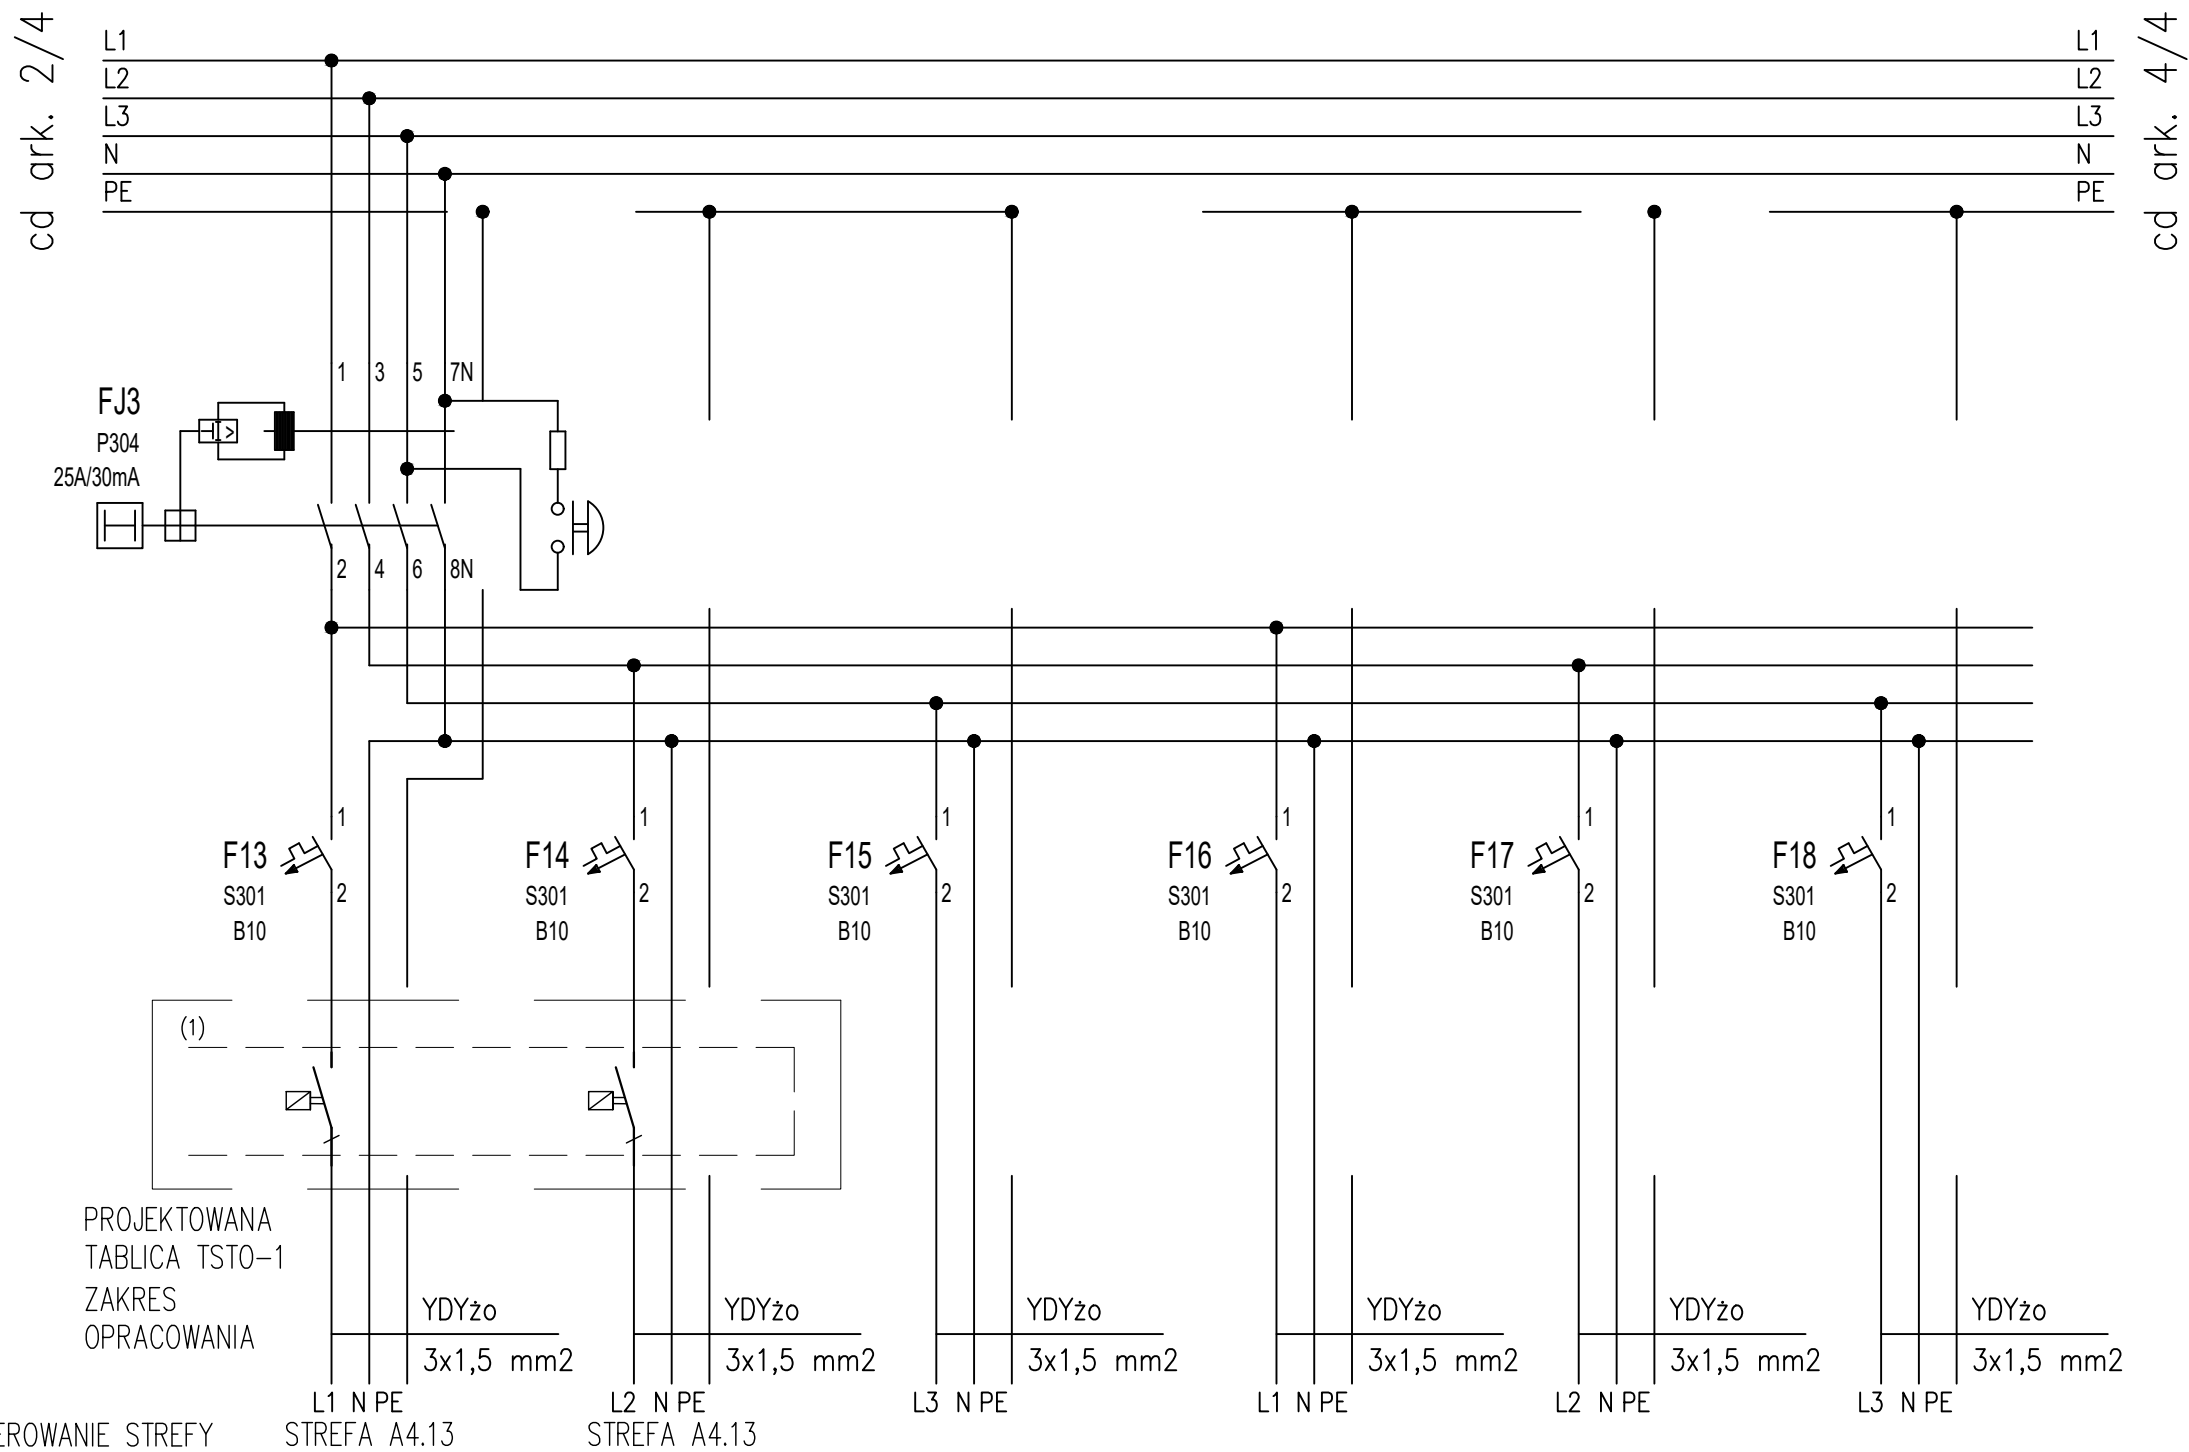 cd ark. 2/4
L1
L2
L3
N
PE
L1
L2
L3
N
PE
cd ark. 4/4
1 3 5 7N
FJ3
P304
25A/30mA
2 4 6 8N
1 1 1 1 1 1
F13 F14 F15 F16 F17 F18
S301 S301 S301 S301 S301 S301
2 2 2 2 2 2
B10 B10 B10 B10 B10 B10
(1)
PROJEKTOWANA
TABLICA TSTO-1
ZAKRES
OPRACOWANIA
YDYżo YDYżo YDYżo YDYżo YDYżo YDYżo
3x1,5 mm2 3x1,5 mm2 3x1,5 mm2 3x1,5 mm2 3x1,5 mm2 3x1,5 mm2
L1 N PE L2 N PE L3 N PE L1 N PE L2 N PE L3 N PE
EROWANIE STREFY STREFA A4.13 STREFA A4.13